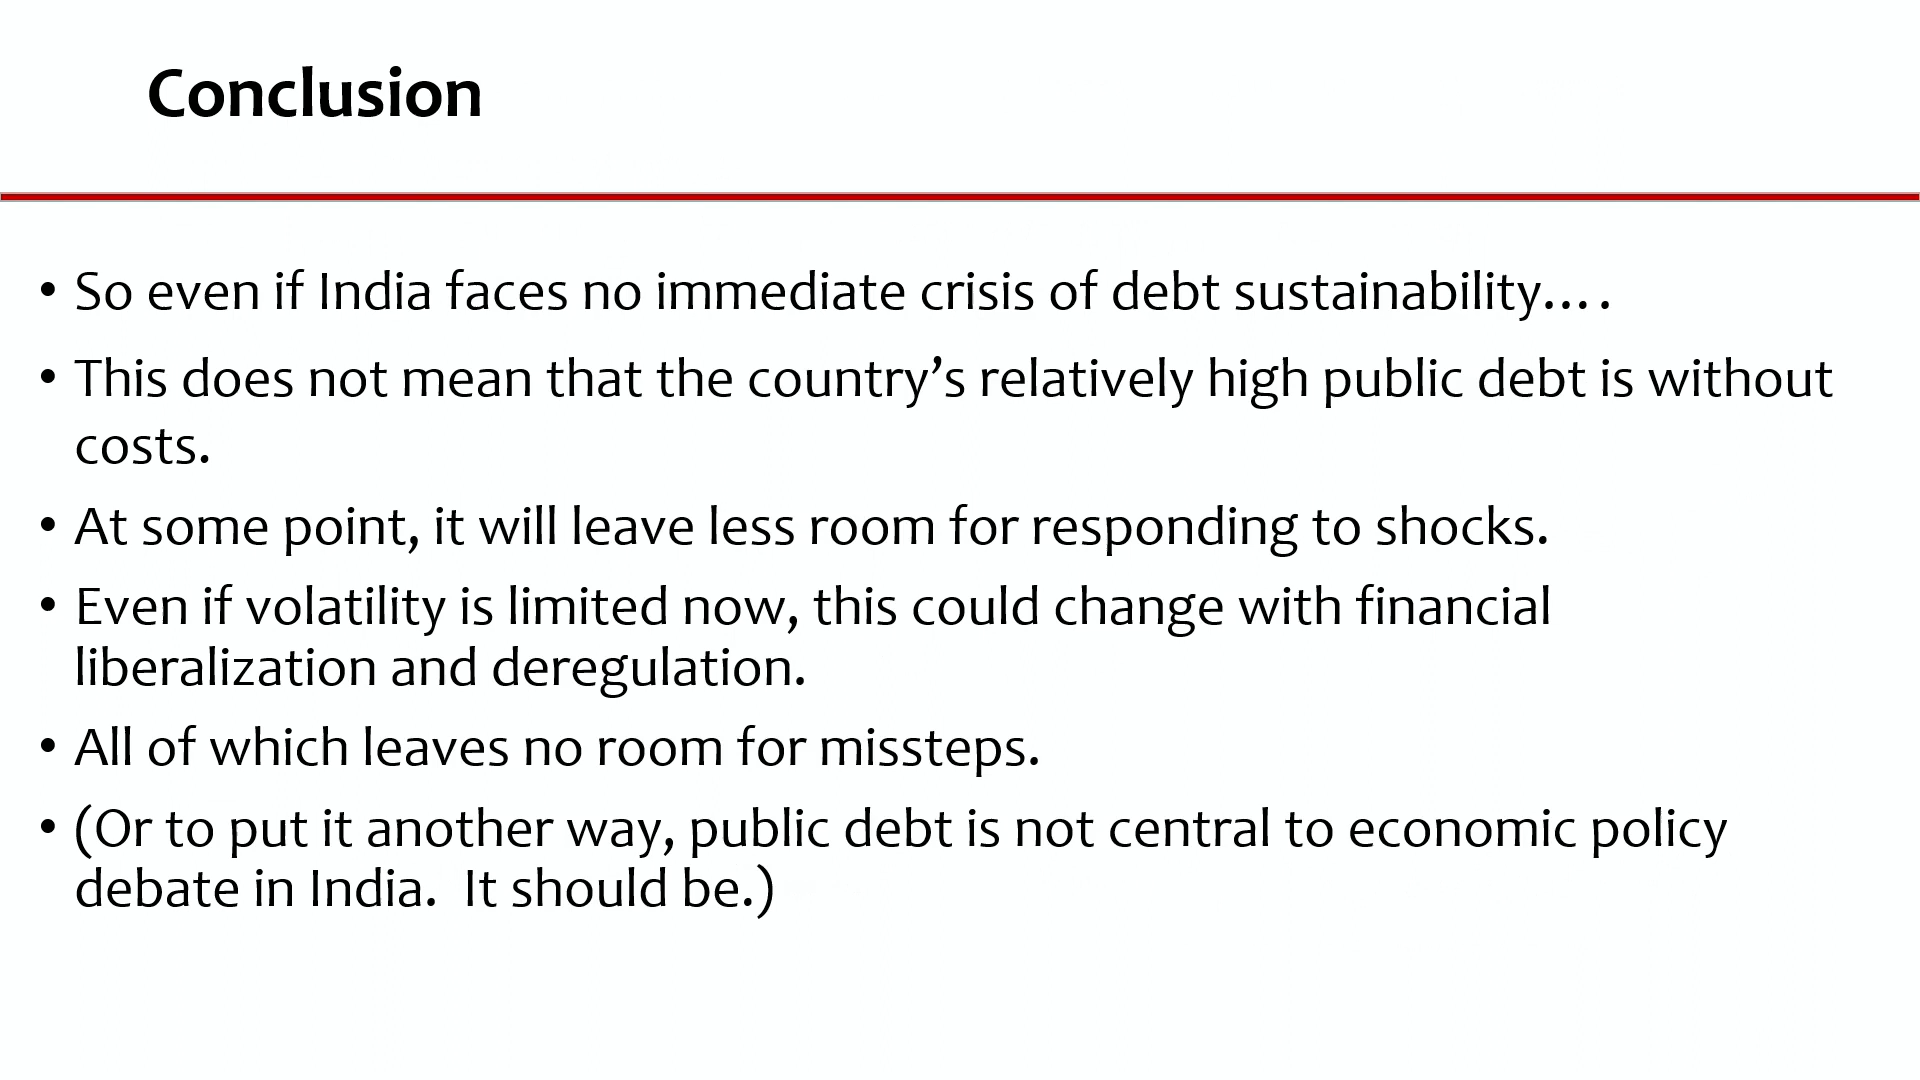 Conclusion
• So even if India faces no immediate crisis of debt sustainability….
• This does not mean that the country’s relatively high public debt is without
costs.
• At some point, it will leave less room for responding to shocks.
• Even if volatility is limited now, this could change with financial
liberalization and deregulation.
• All of which leaves no room for missteps.
• (Or to put it another way, public debt is not central to economic policy
debate in India.  It should be.)